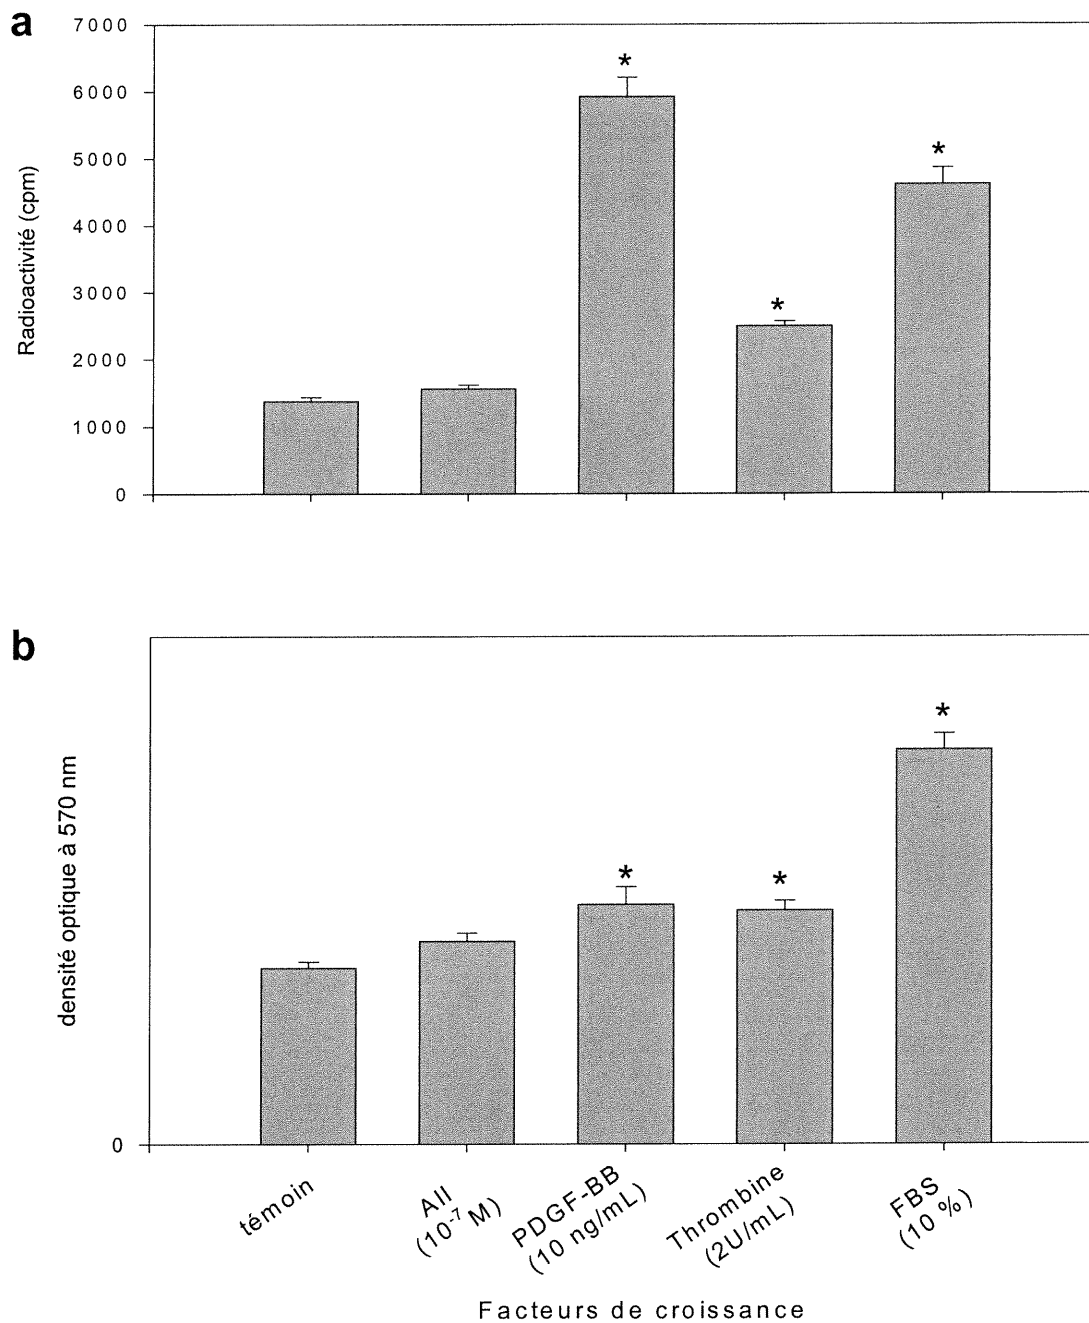 a
7000
6000
5000
4000
3000
2000
1000
0
Radioactivité (cpm)
*
*
*
b
densité optique à 570 nm
0
*
*
*
témoin
AII
(10⁻⁷ M)
PDGF-BB
(10 ng/mL)
Thrombine
(2U/mL)
FBS
(10 %)
Facteurs de croissance